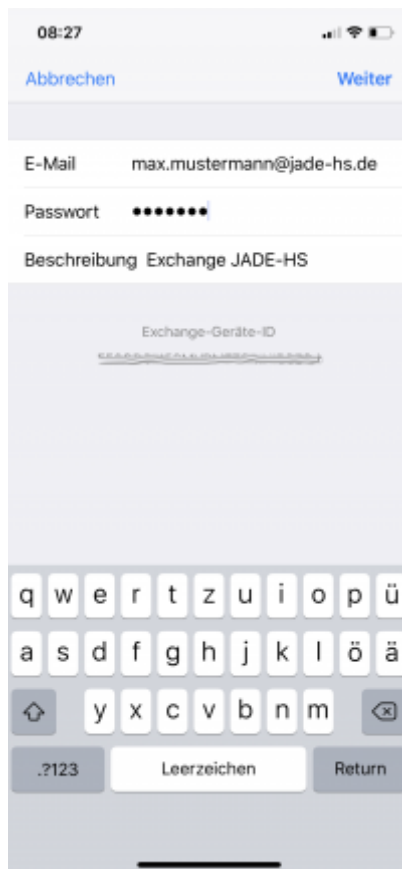 08:27
Abbrechen Weiter
E-Mail max.mustermann@jade-hs.de
Passwort •••••••
Beschreibung Exchange JADE-HS
Exchange-Geräte-ID
q w e r t z u i o p ü
a s d f g h j k l ö ä
y x c v b n m
.?123 Leerzeichen Return